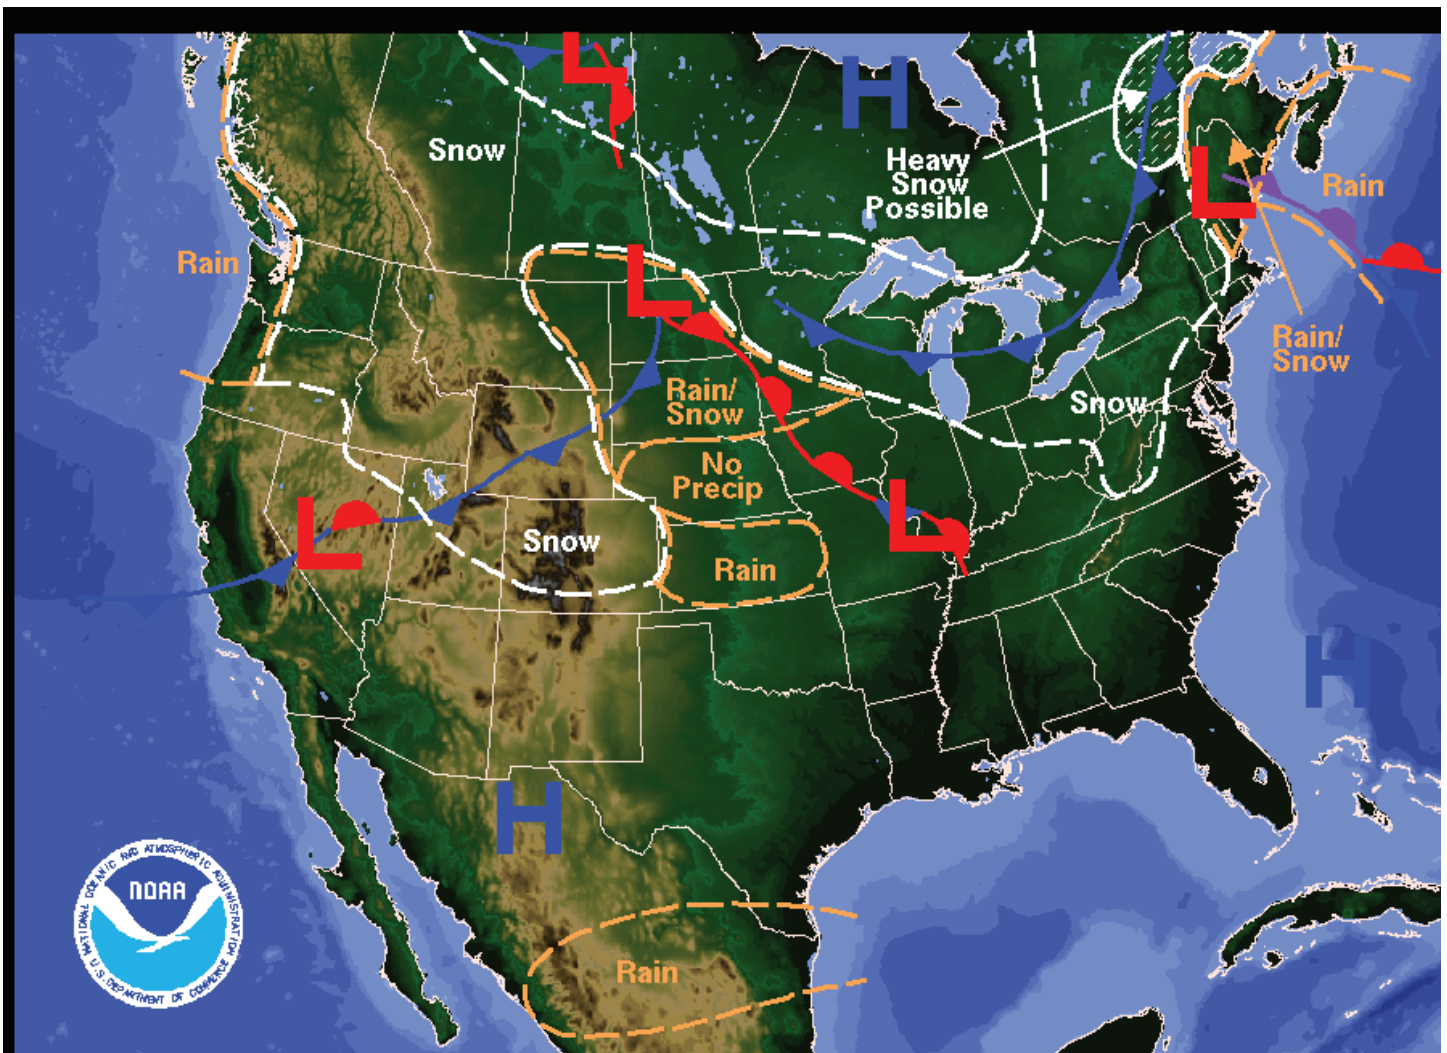 L
H
Snow
Heavy
Snow
Possible
L
Rain
Rain
L
Rain/
Snow
Rain/
Snow
Snow
No
Precip
L
L
Snow
Rain
H
H
Rain
NATIONAL OCEANIC AND ATMOSPHERIC ADMINISTRATION
NOAA
U.S. DEPARTMENT OF COMMERCE